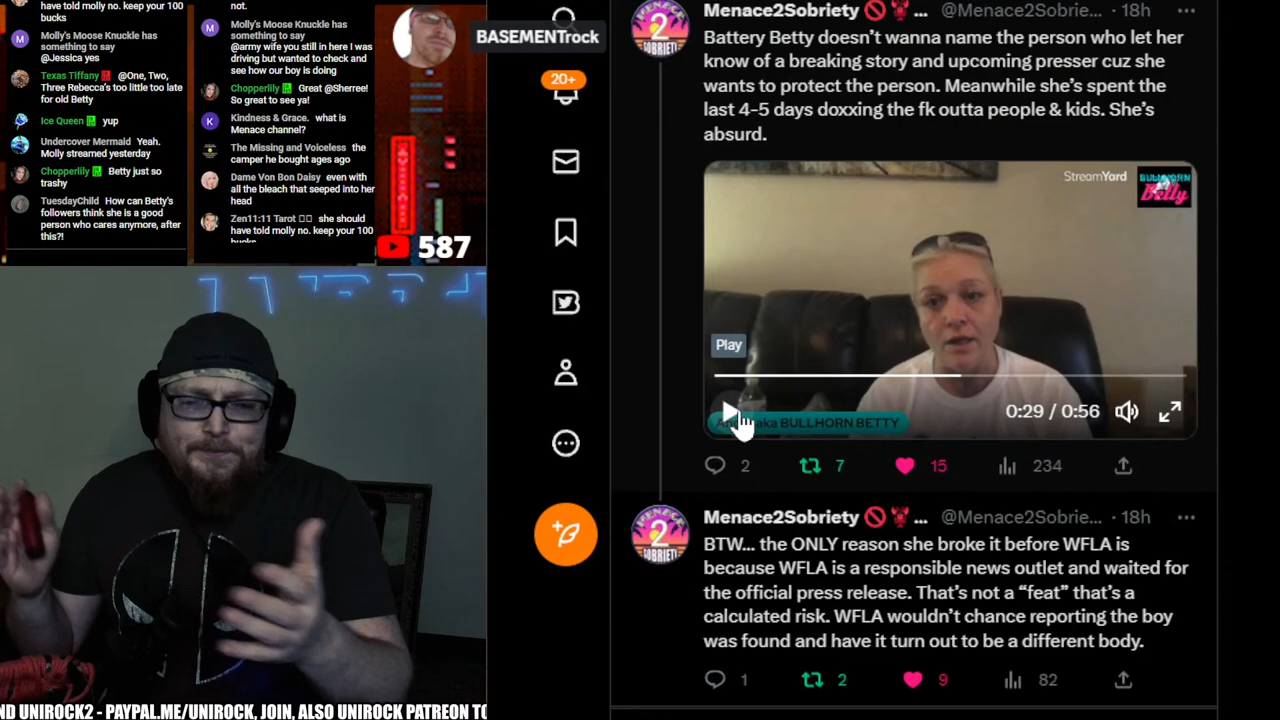 have told molly no. keep your 100
bucks
Molly's Moose Knuckle has
something to say
@Jessica yes
Texas Tiffany @One, Two,
Three Rebecca's too little too late
for old Betty
Ice Queen yup
Undercover Mermaid Yeah.
Molly streamed yesterday
Chopperlily Betty just so
trashy
TuesdayChild How can Betty's
followers think she is a good
person who cares anymore, after
this?!
not.
Molly's Moose Knuckle has
something to say
@army wife you still in here I was
driving but wanted to check and
see how our boy is doing
Chopperlily Great @Sherree!
So great to see ya!
Kindness & Grace. what is
Menace channel?
The Missing and Voiceless the
camper he bought ages ago
Dame Von Bon Daisy even with
all the bleach that seeped into her
head
Zen11:11 Tarot she should
have told molly no. keep your 100
bucks
587
BASEMENTrock
20+
Menace2Sobriety ... @Menace2Sobrie... · 18h
Battery Betty doesn't wanna name the person who let her
know of a breaking story and upcoming presser cuz she
wants to protect the person. Meanwhile she's spent the
last 4-5 days doxxing the fk outta people & kids. She's
absurd.
StreamYard
BULLHORN
Betty
Play
0:29 / 0:56
aka BULLHORN BETTY
2 7 15 234
Menace2Sobriety ... @Menace2Sobrie... · 18h
BTW... the ONLY reason she broke it before WFLA is
because WFLA is a responsible news outlet and waited for
the official press release. That's not a “feat” that's a
calculated risk. WFLA wouldn't chance reporting the boy
was found and have it turn out to be a different body.
1 2 9 82
ND UNIROCK2 - PAYPAL.ME/UNIROCK, JOIN, ALSO UNIROCK PATREON TO